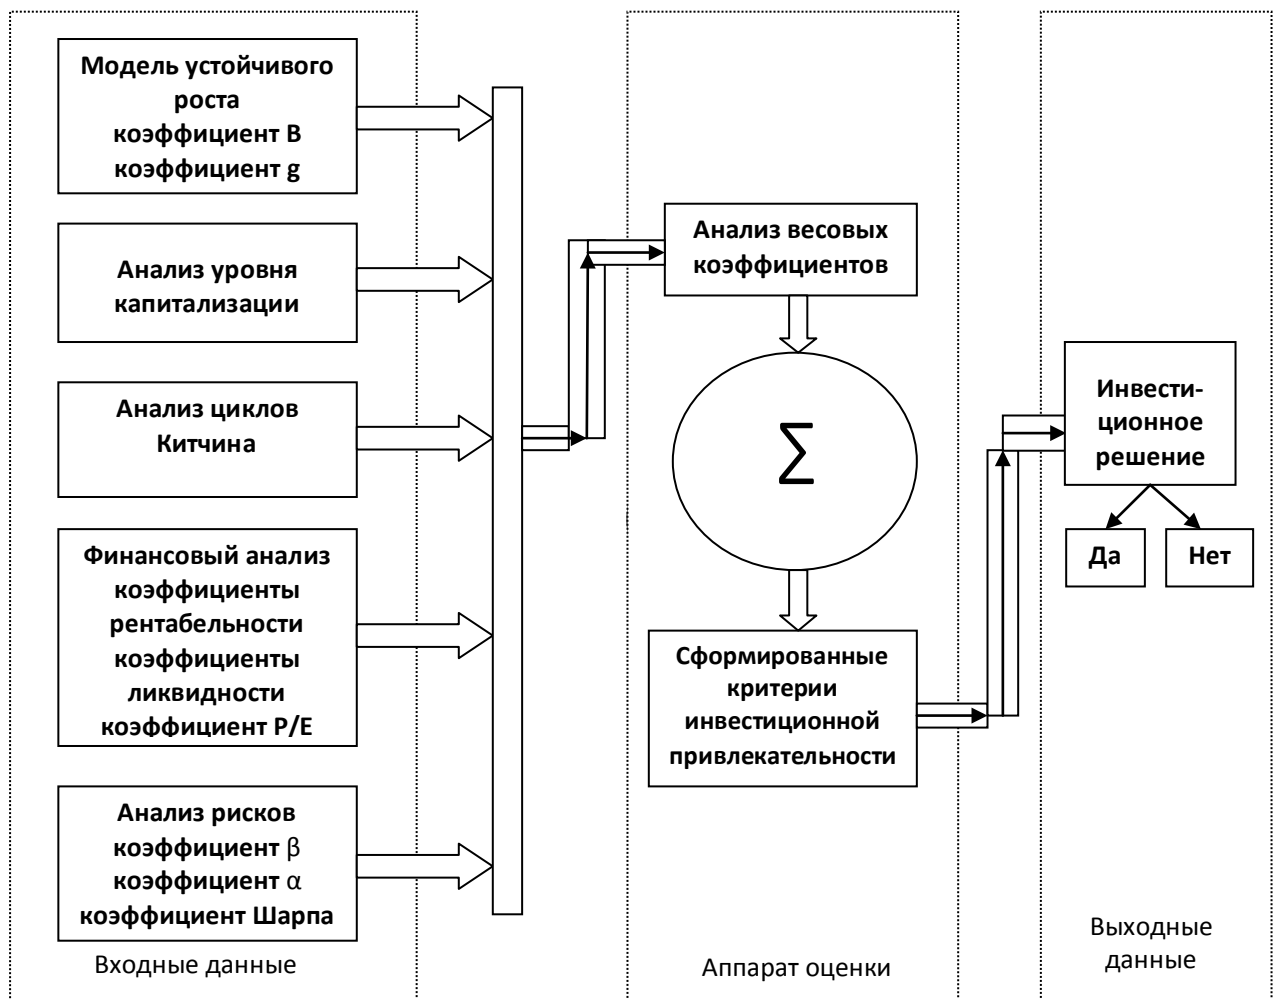 Модель устойчивого
роста
коэффициент В
коэффициент g
Анализ уровня
капитализации
Анализ циклов
Китчина
Финансовый анализ
коэффициенты
рентабельности
коэффициенты
ликвидности
коэффициент Р/Е
Анализ рисков
коэффициент β
коэффициент α
коэффициент Шарпа
Входные данные
Анализ весовых
коэффициентов
Σ
Сформированные
критерии
инвестиционной
привлекательности
Аппарат оценки
Инвести-
ционное
решение
Да
Нет
Выходные
данные